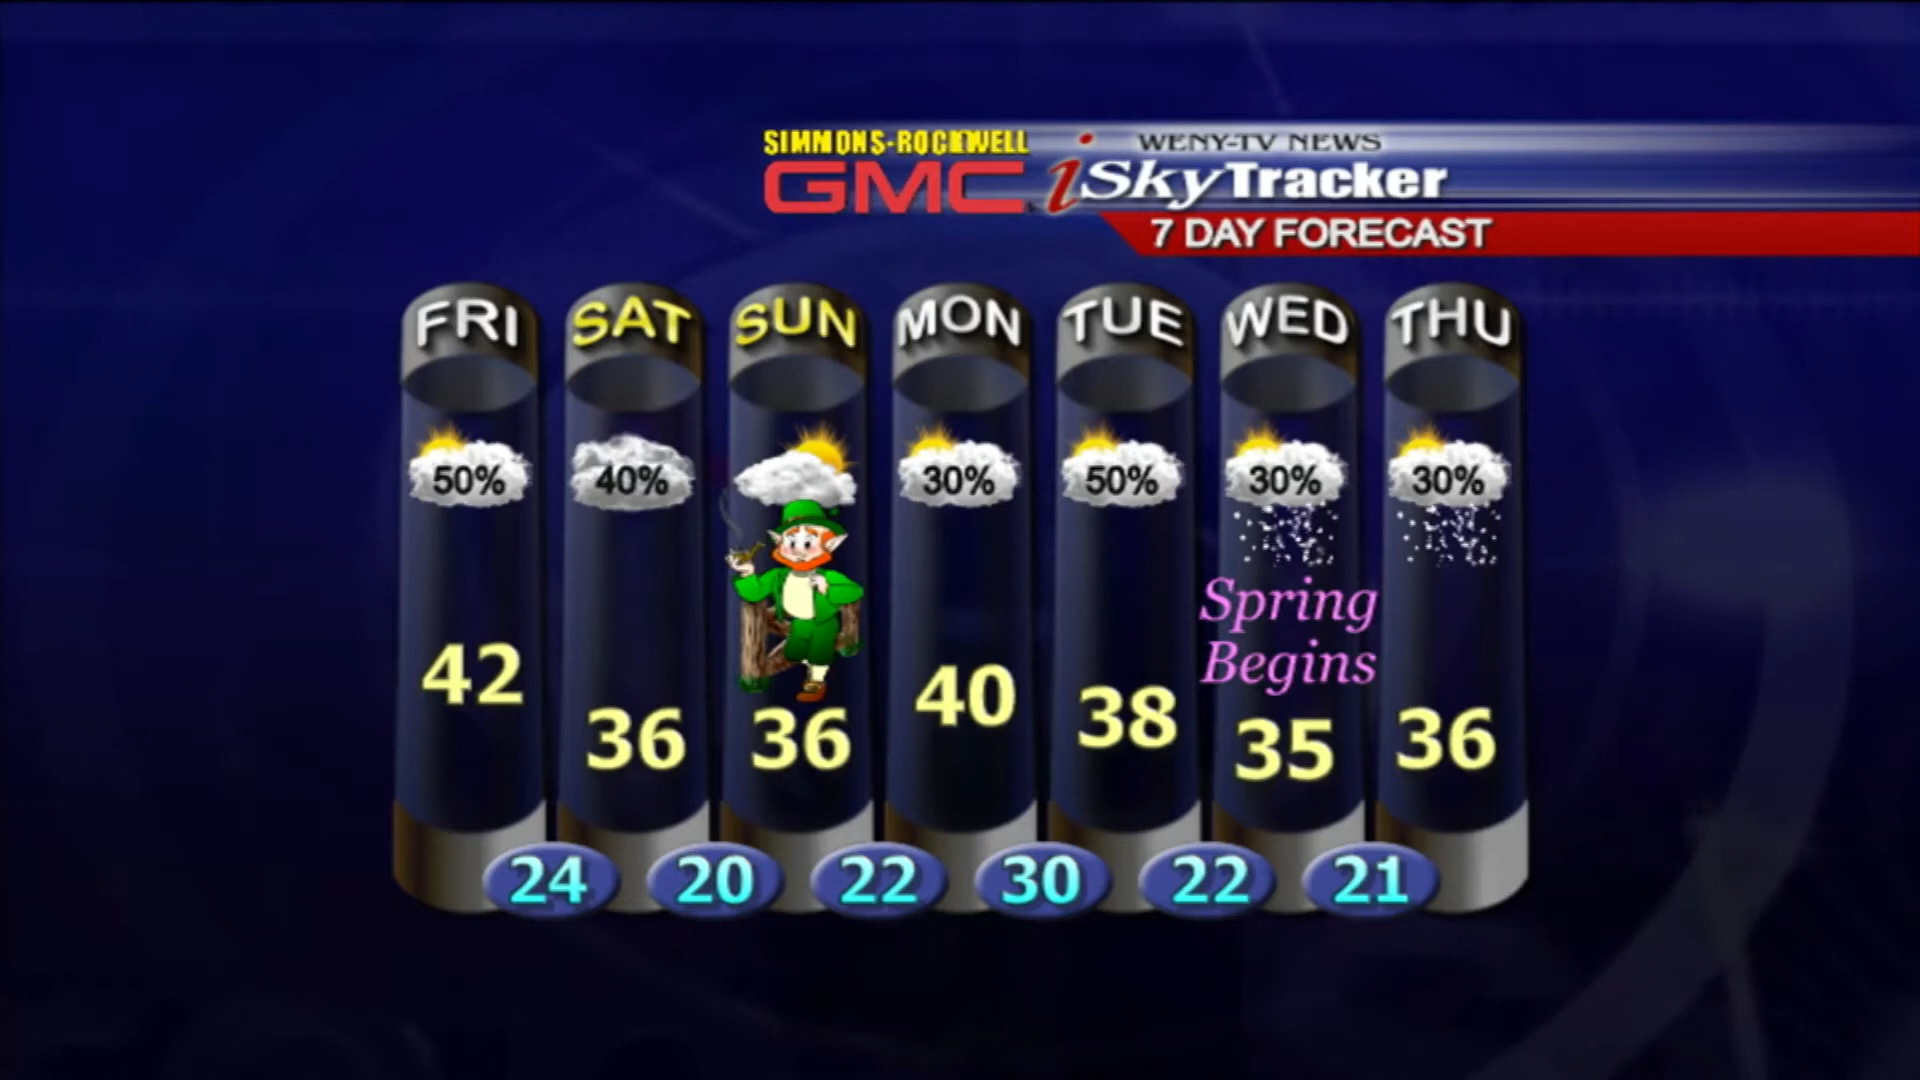 SIMMONS-ROCKWELL
GMC
WENY-TV NEWS
iSkyTracker
7 DAY FORECAST
FRI SAT SUN MON TUE WED THU
50% 40% 30% 50% 30% 30%
Spring
Begins
42 36 36 40 38 35 36
24 20 22 30 22 21